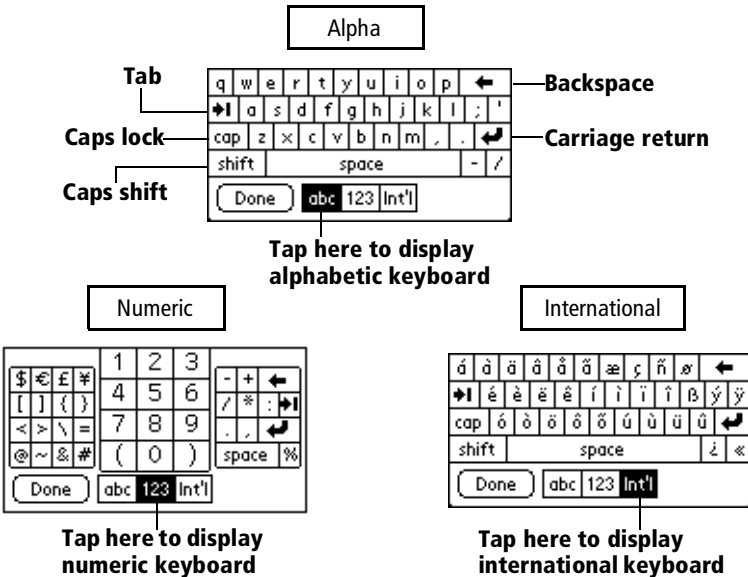 Alpha
Tab
q w e r t y u i o p
Backspace
a s d f g h j k l ; '
Caps lock
cap z x c v b n m , .
Carriage return
shift space - /
Caps shift
Done abc 123 Int'l
Tap here to display
alphabetic keyboard
Numeric
1 2 3
$ € £ ¥ - +
4 5 6
[ ] { } / * :
7 8 9
< > \ = . ,
@ ~ & # ( 0 ) space %
Done abc 123 Int'l
Tap here to display
numeric keyboard
International
á à ä â å ã æ ç ñ ø
é è ë ê í ì ï î ß ý ÿ
cap ó ò ö ô õ ú ù ü û
shift space ¿ «
Done abc 123 Int'l
Tap here to display
international keyboard